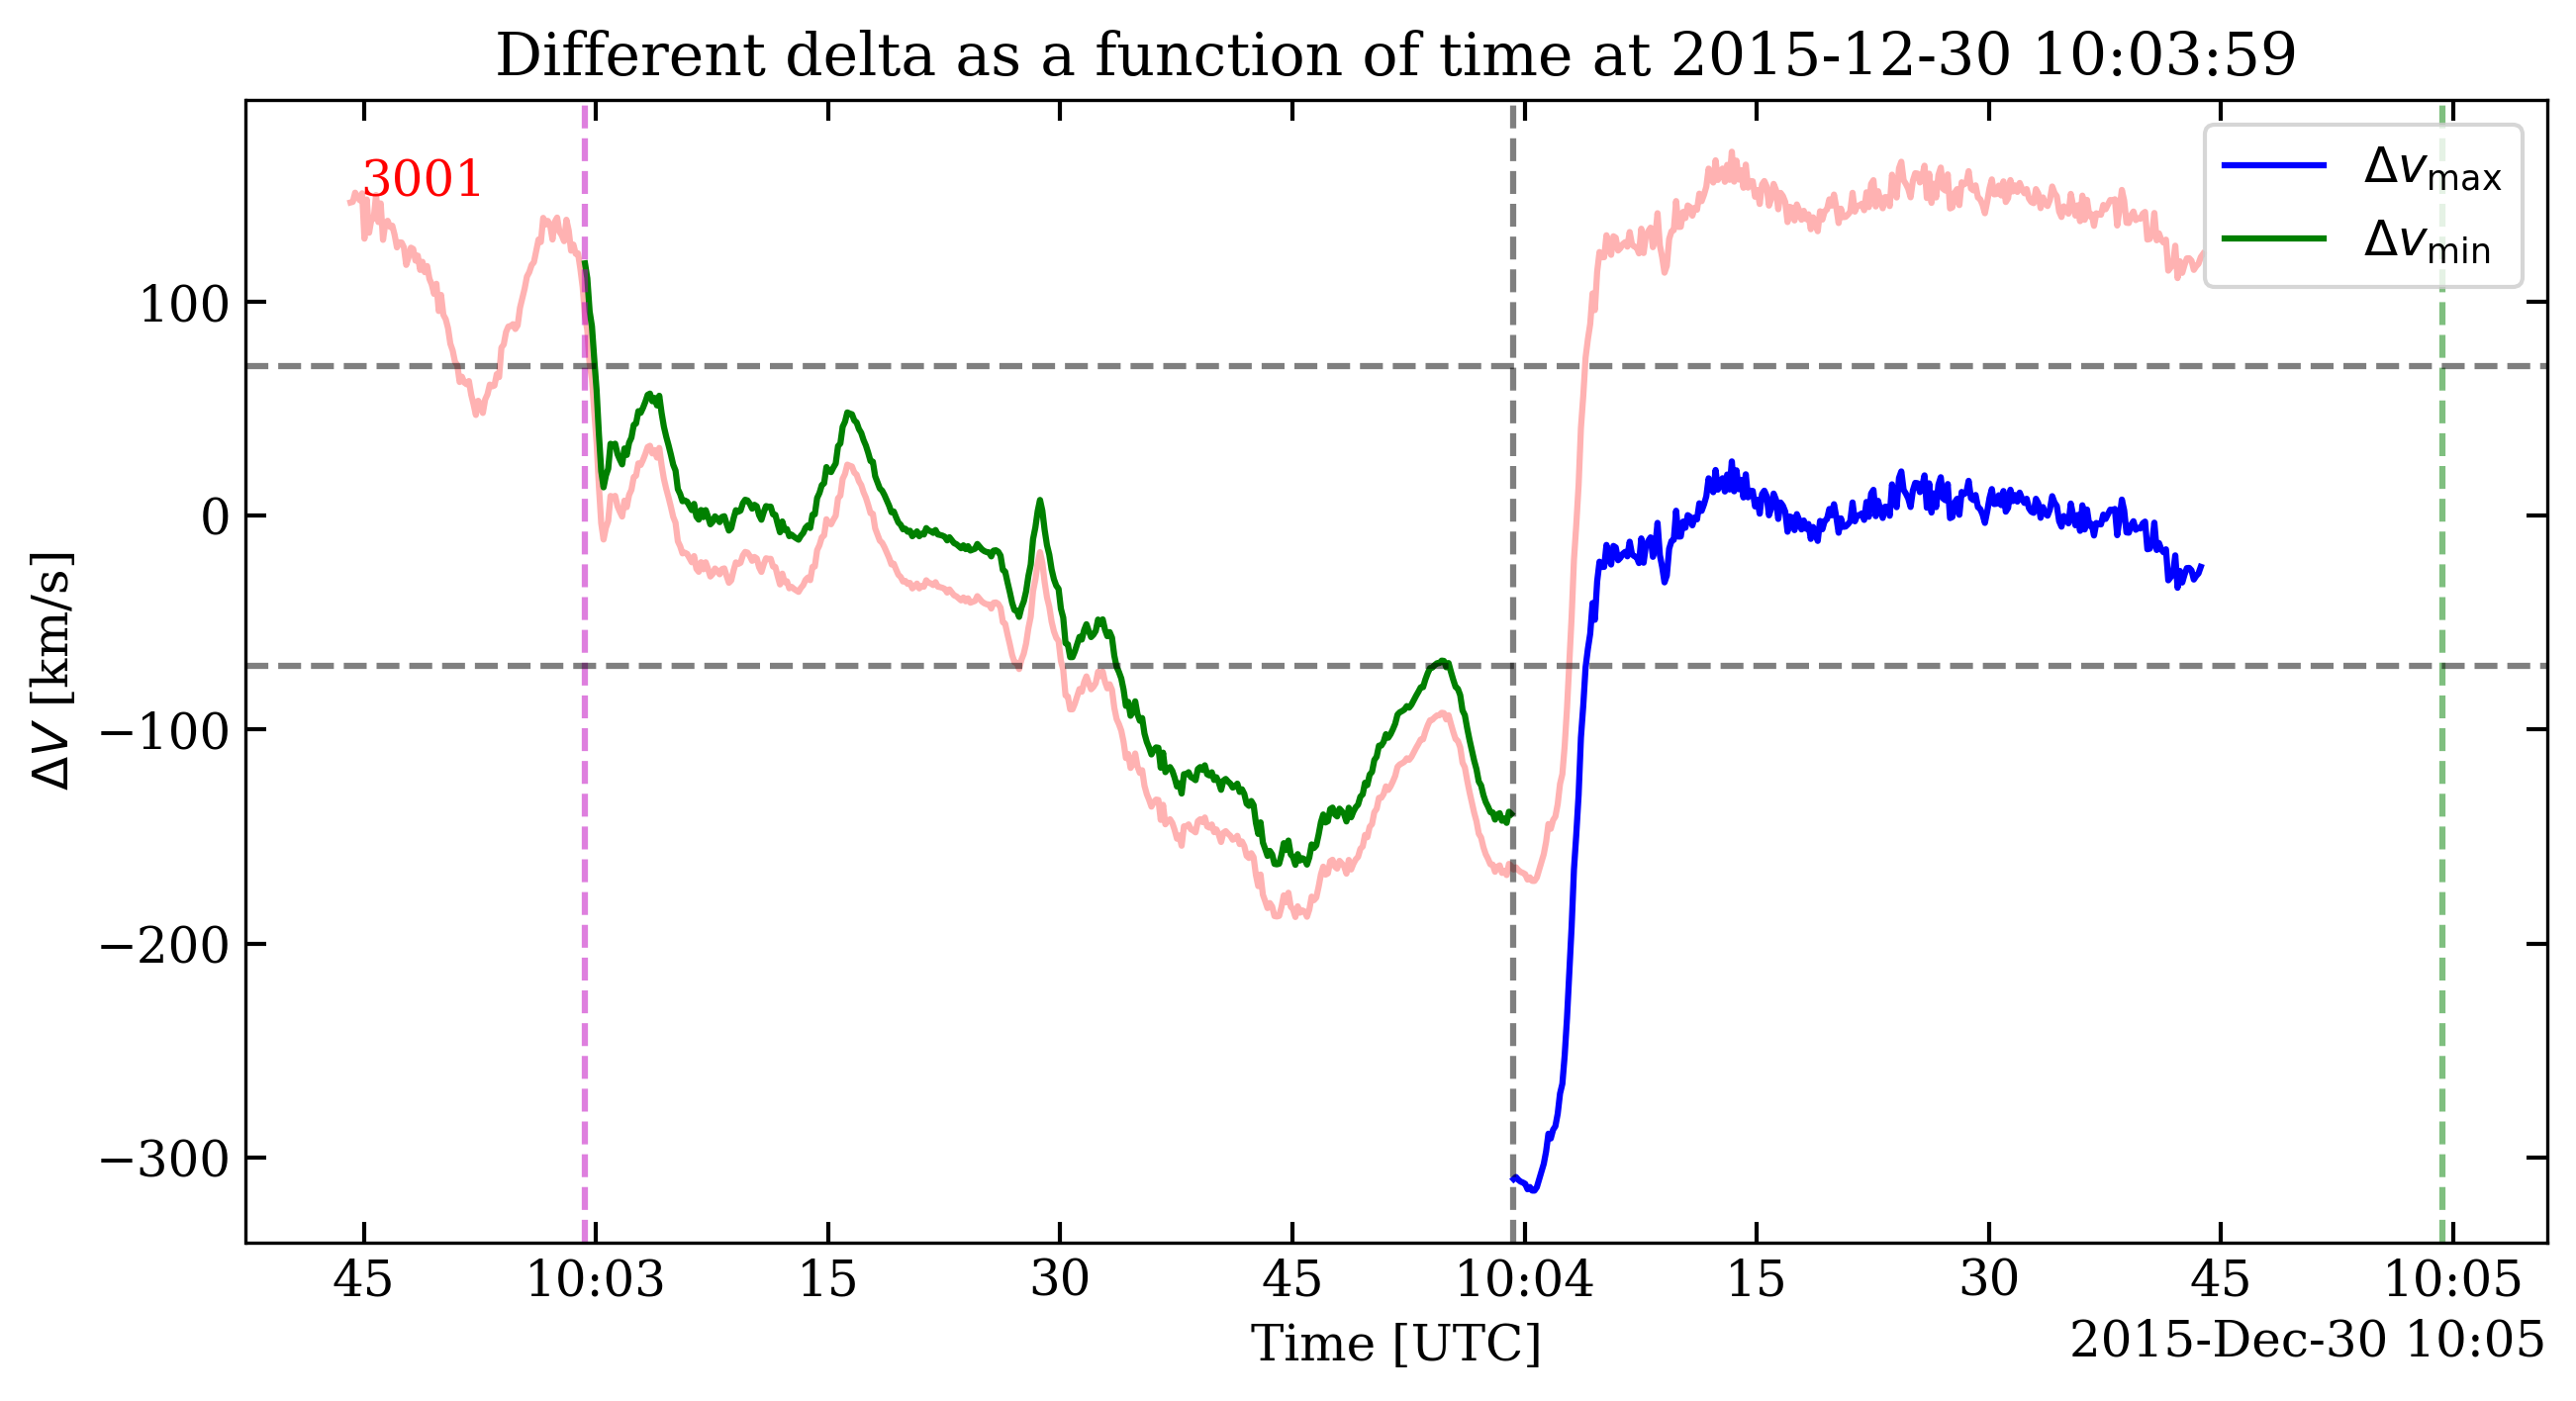 Different delta as a function of time at 2015-12-30 10:03:59
3001
Δv_max
Δv_min
100
0
−100
−200
−300
ΔV [km/s]
45 10:03 15 30 45 10:04 15 30 45 10:05
Time [UTC]
2015-Dec-30 10:05